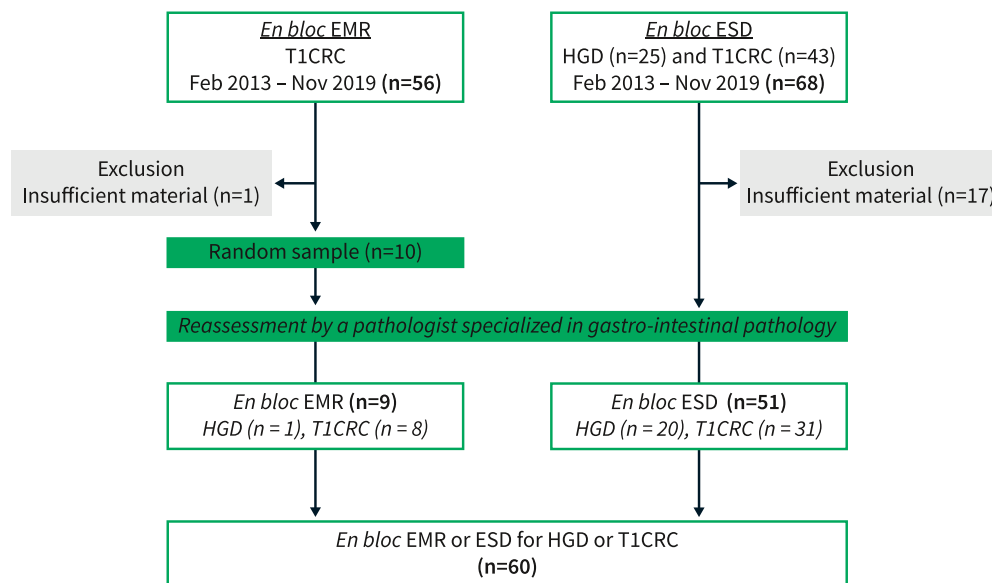 En bloc EMR
T1CRC
Feb 2013 – Nov 2019 (n=56)
En bloc ESD
HGD (n=25) and T1CRC (n=43)
Feb 2013 – Nov 2019 (n=68)
Exclusion
Insufficient material (n=1)
Exclusion
Insufficient material (n=17)
Random sample (n=10)
Reassessment by a pathologist specialized in gastro-intestinal pathology
En bloc EMR (n=9)
HGD (n = 1), T1CRC (n = 8)
En bloc ESD (n=51)
HGD (n = 20), T1CRC (n = 31)
En bloc EMR or ESD for HGD or T1CRC
(n=60)